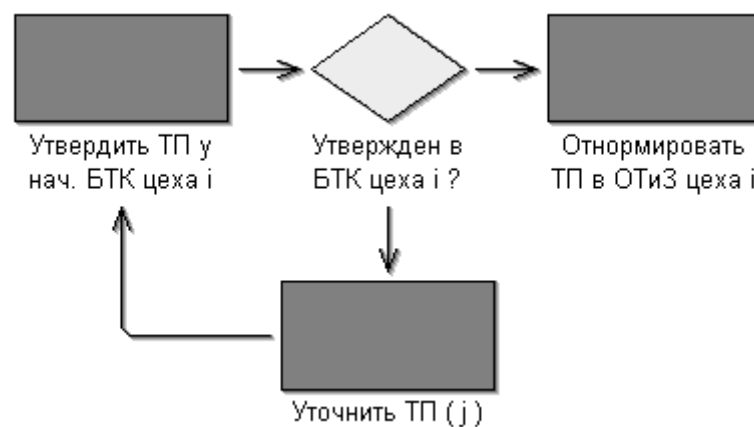 Утвердить ТП у
нач. БТК цеха i
Утвержден в
БТК цеха i ?
Отнормировать
ТП в ОТиЗ цеха i
Уточнить ТП ( j )